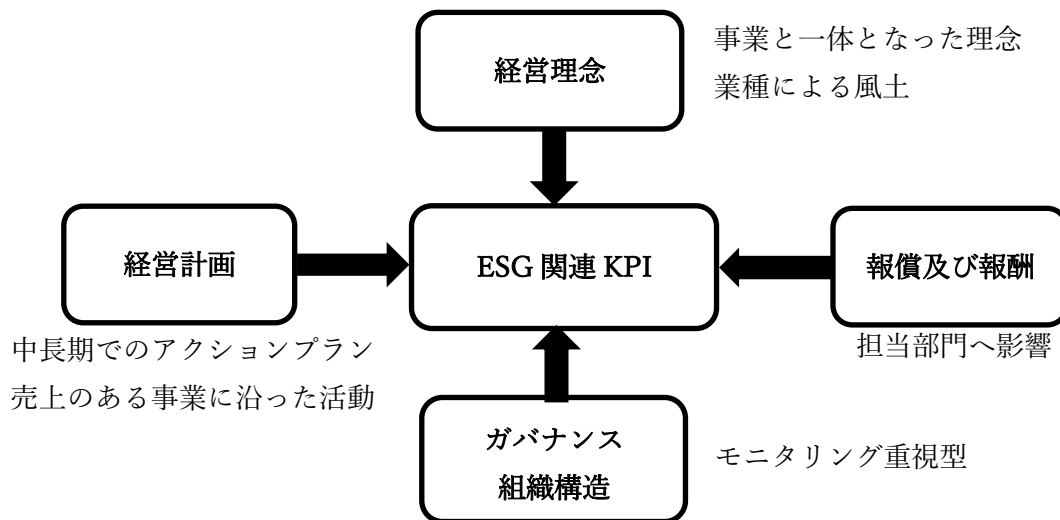 経営理念
事業と一体となった理念
業種による風土
経営計画
ESG 関連 KPI
報償及び報酬
中長期でのアクションプラン
売上のある事業に沿った活動
担当部門へ影響
ガバナンス
組織構造
モニタリング重視型